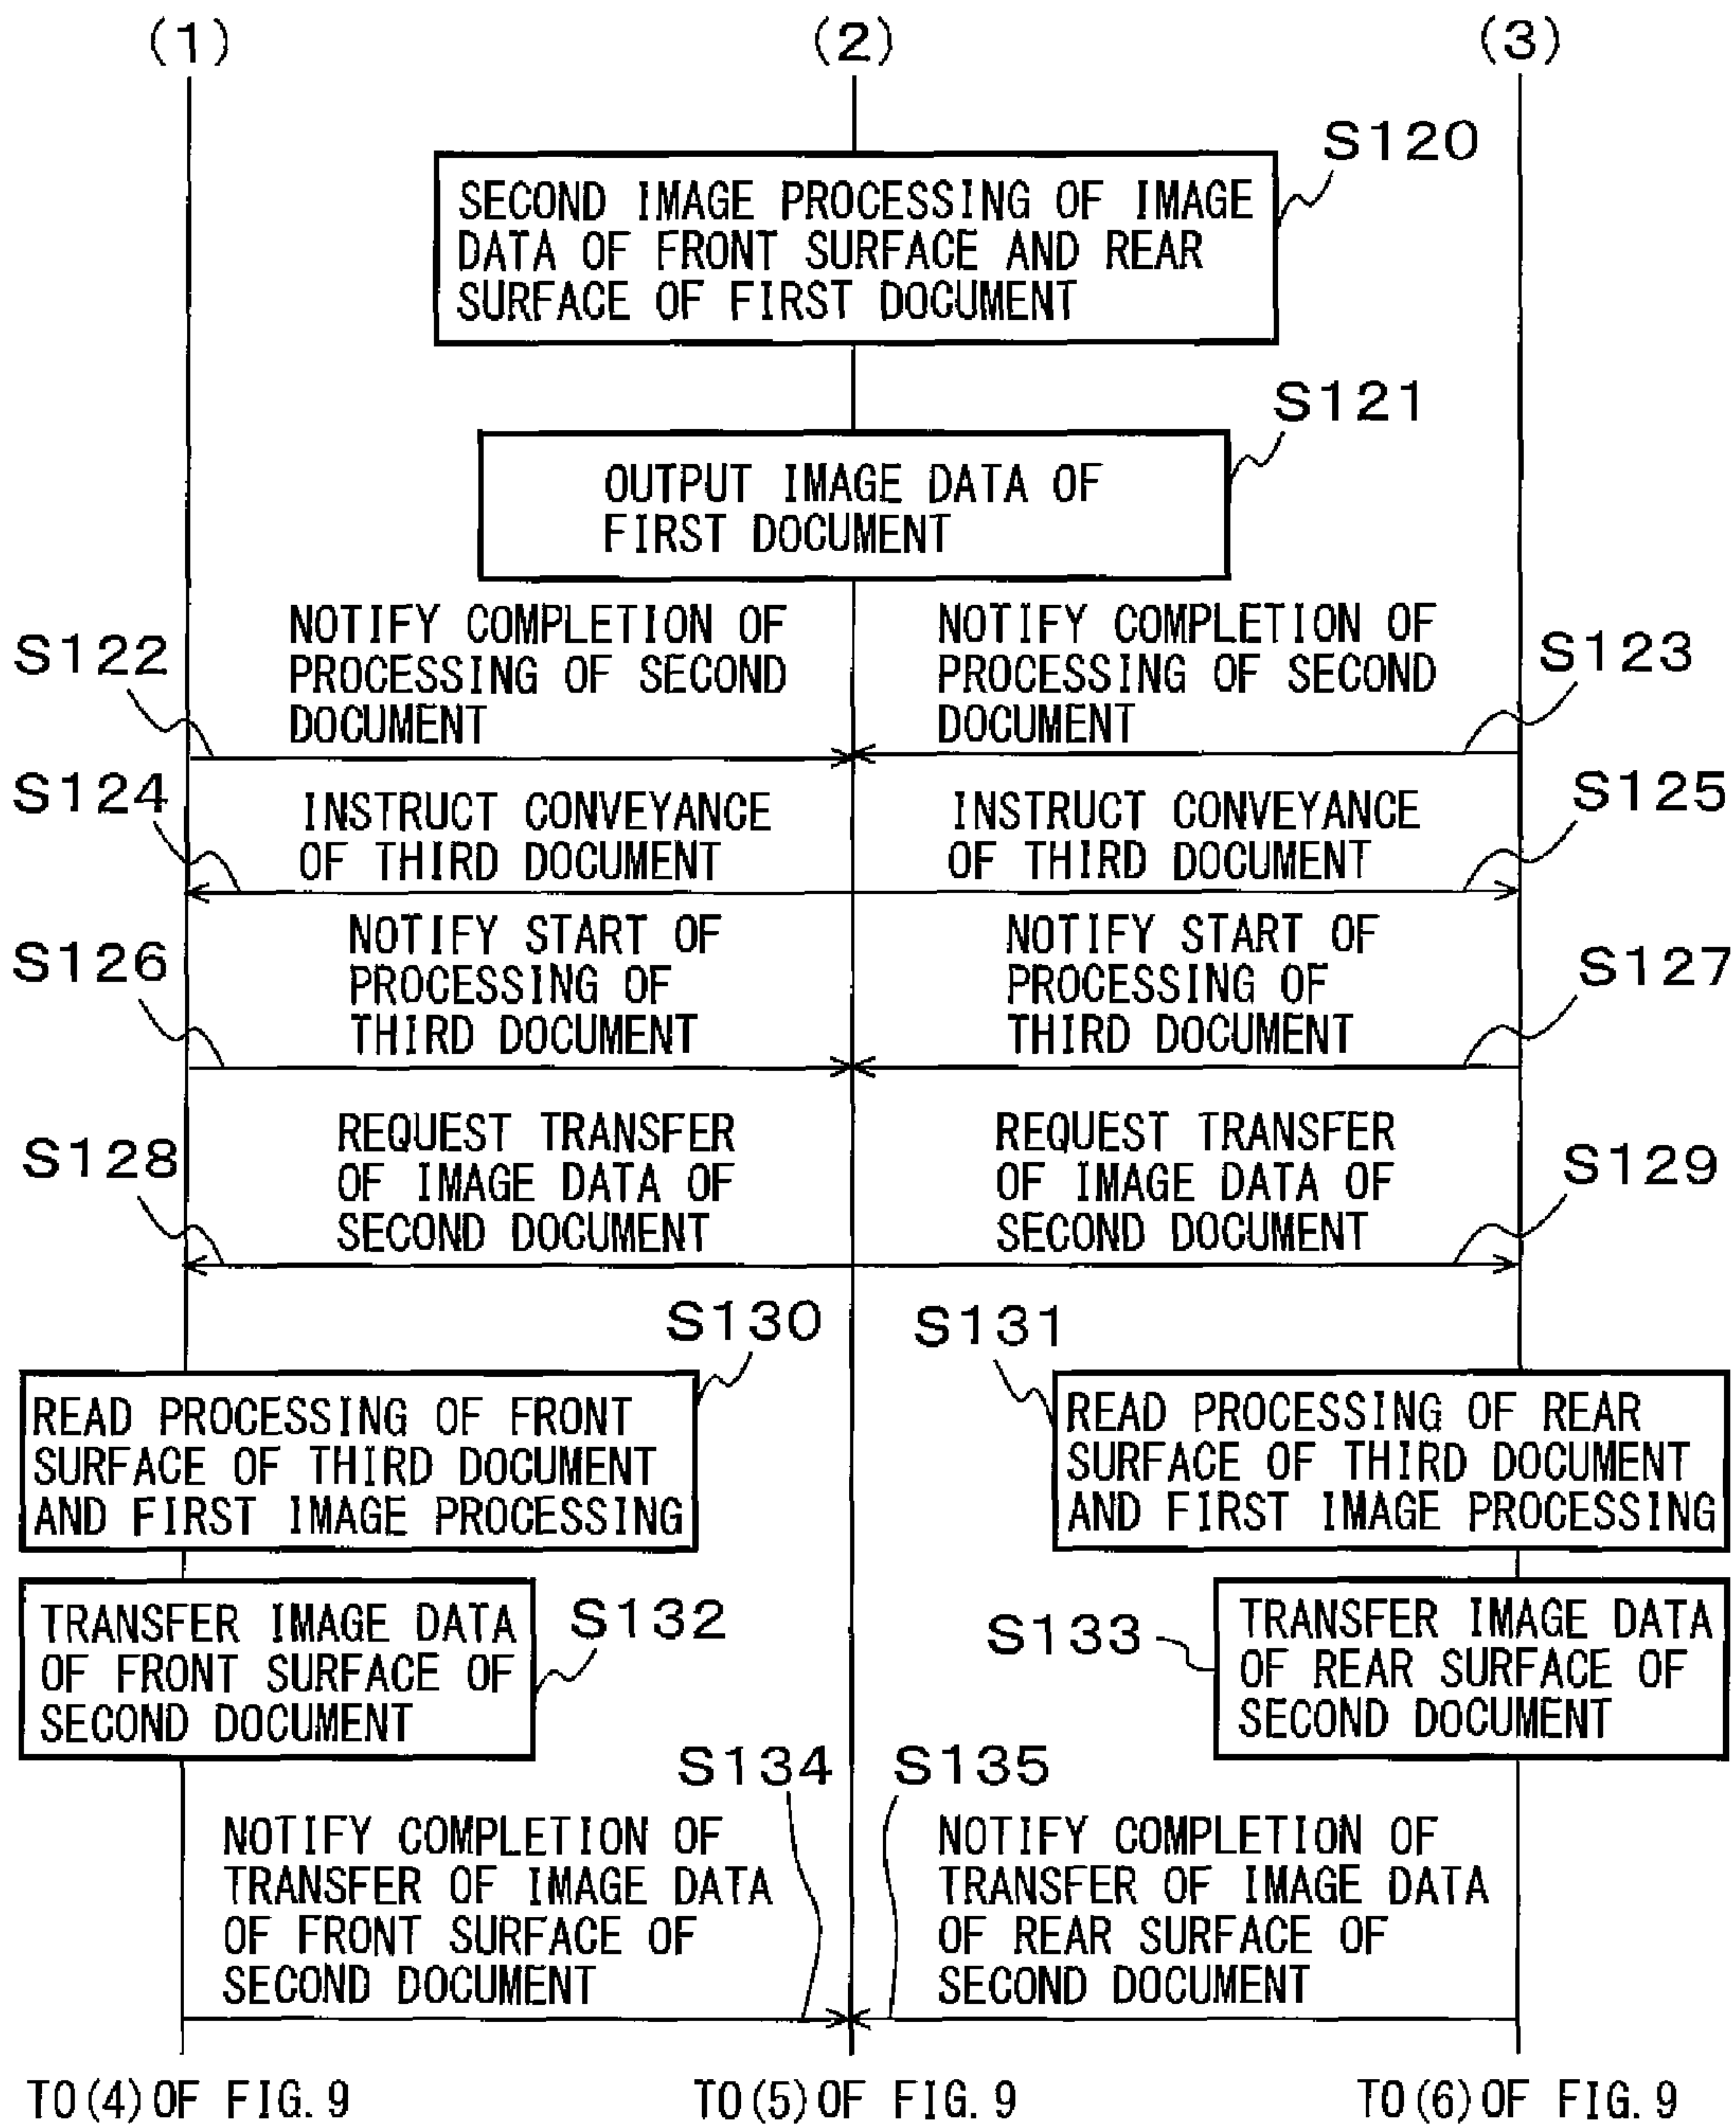 (1)
(2)
(3)
S120
SECOND IMAGE PROCESSING OF IMAGE
DATA OF FRONT SURFACE AND REAR
SURFACE OF FIRST DOCUMENT
S121
OUTPUT IMAGE DATA OF
FIRST DOCUMENT
S122
NOTIFY COMPLETION OF
PROCESSING OF SECOND
DOCUMENT
NOTIFY COMPLETION OF
PROCESSING OF SECOND
DOCUMENT
S123
S124
INSTRUCT CONVEYANCE
OF THIRD DOCUMENT
INSTRUCT CONVEYANCE
OF THIRD DOCUMENT
S125
S126
NOTIFY START OF
PROCESSING OF
THIRD DOCUMENT
NOTIFY START OF
PROCESSING OF
THIRD DOCUMENT
S127
S128
REQUEST TRANSFER
OF IMAGE DATA OF
SECOND DOCUMENT
REQUEST TRANSFER
OF IMAGE DATA OF
SECOND DOCUMENT
S129
S130
READ PROCESSING OF FRONT
SURFACE OF THIRD DOCUMENT
AND FIRST IMAGE PROCESSING
S131
READ PROCESSING OF REAR
SURFACE OF THIRD DOCUMENT
AND FIRST IMAGE PROCESSING
TRANSFER IMAGE DATA
OF FRONT SURFACE OF
SECOND DOCUMENT
S132
S133
TRANSFER IMAGE DATA
OF REAR SURFACE OF
SECOND DOCUMENT
S134
NOTIFY COMPLETION OF
TRANSFER OF IMAGE DATA
OF FRONT SURFACE OF
SECOND DOCUMENT
S135
NOTIFY COMPLETION OF
TRANSFER OF IMAGE DATA
OF REAR SURFACE OF
SECOND DOCUMENT
TO(4)OF FIG.9
TO(5)OF FIG.9
TO(6)OF FIG.9